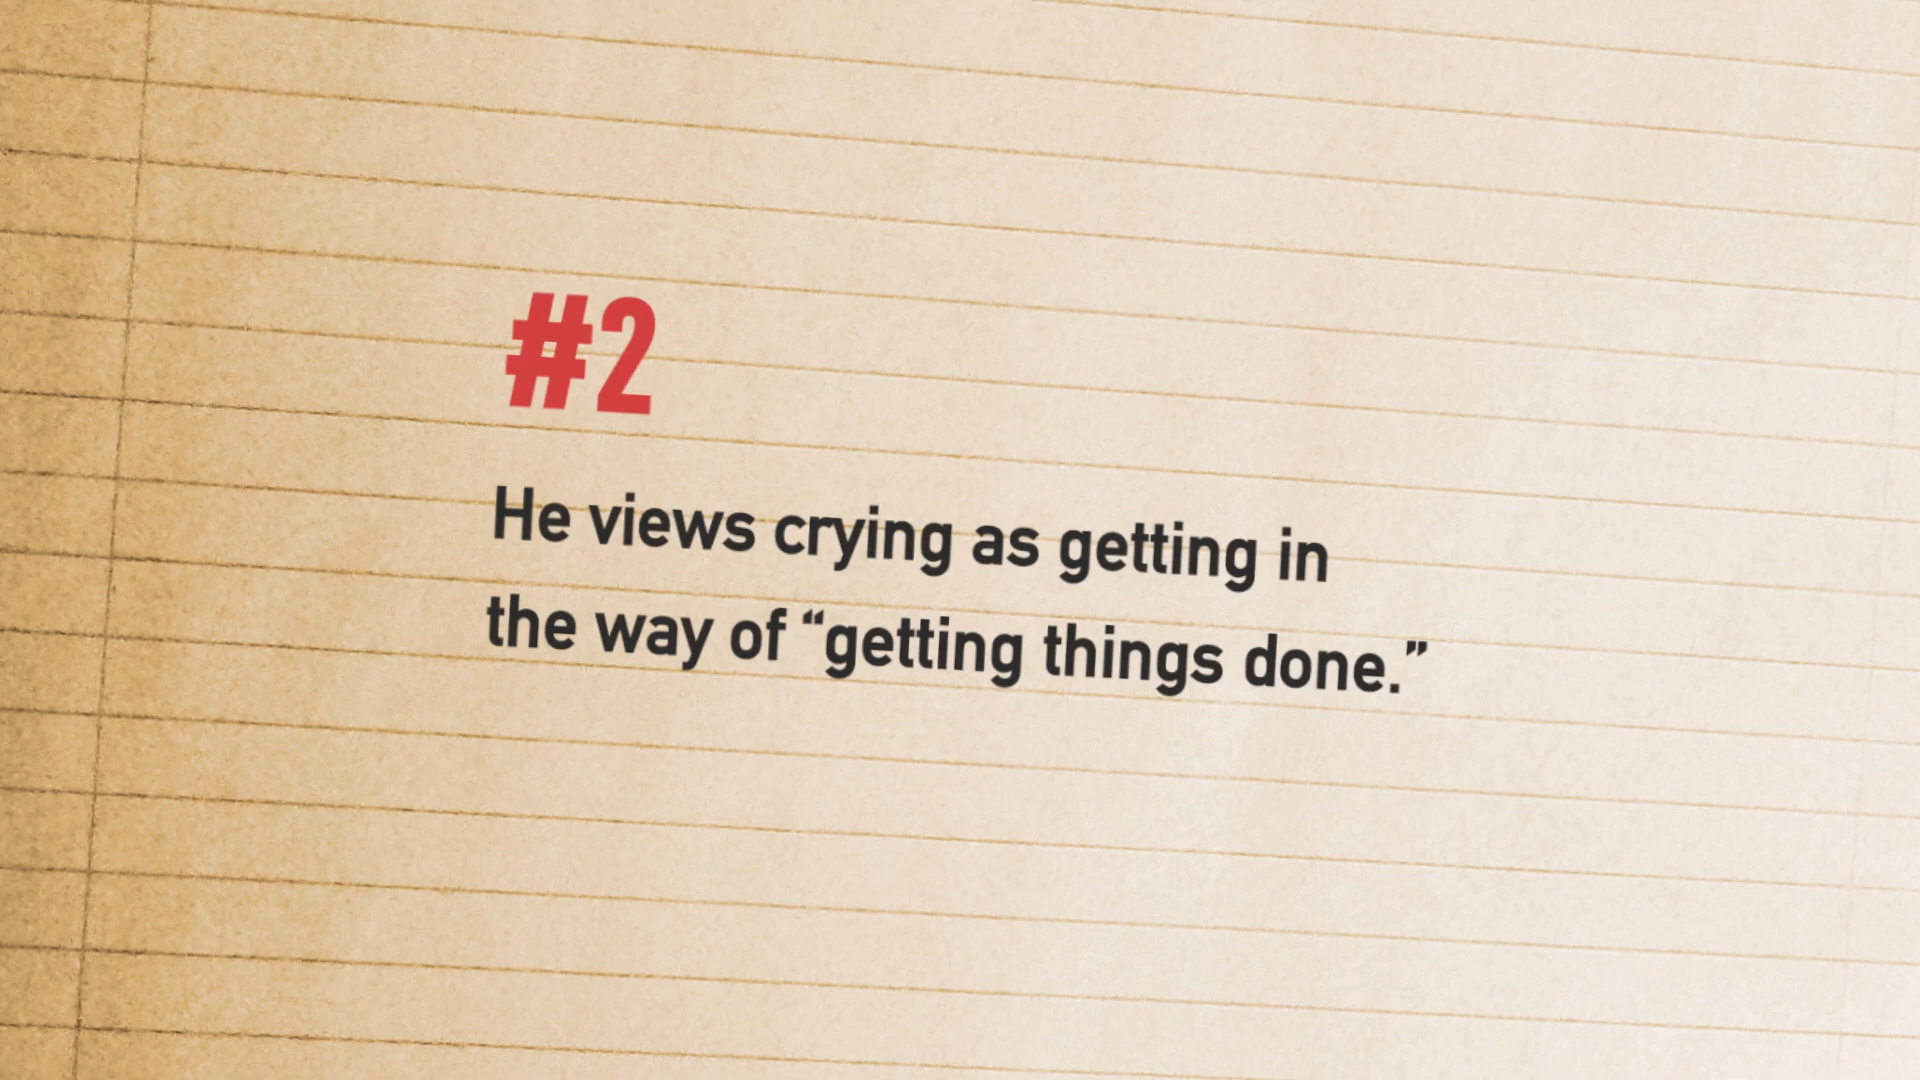 #2
He views crying as getting in
the way of “getting things done.”